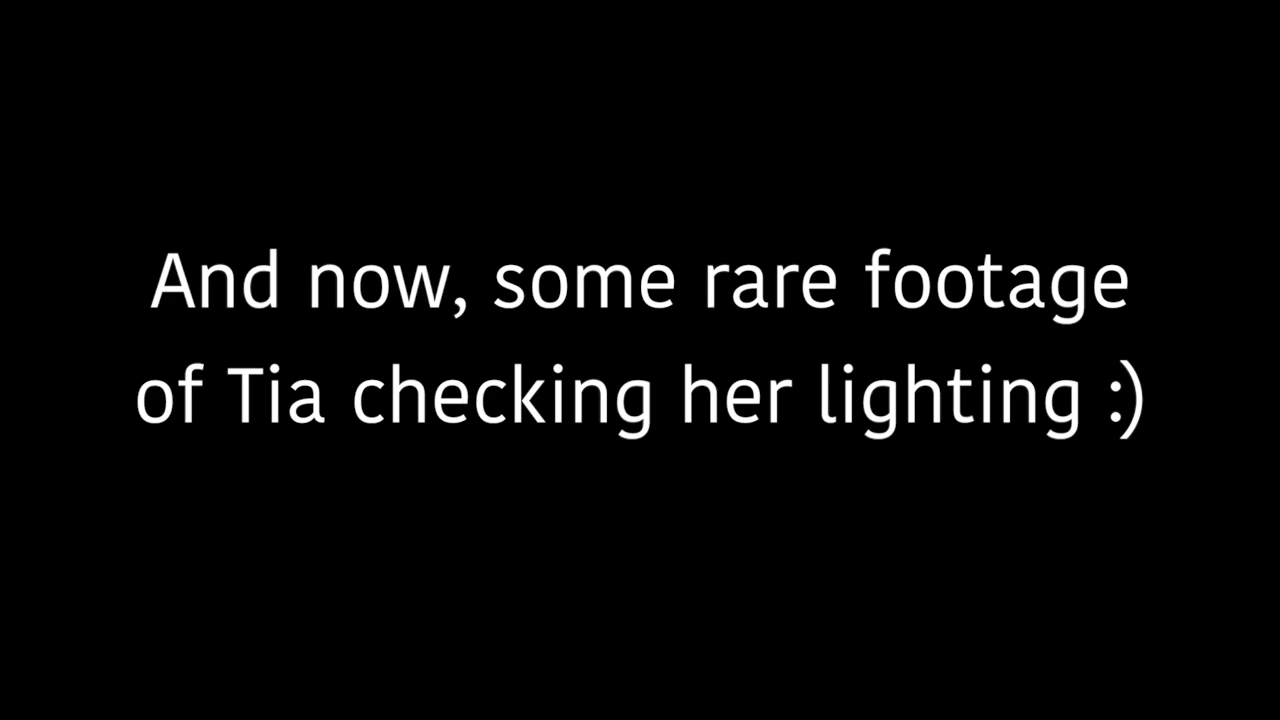 And now, some rare footage
of Tia checking her lighting :)